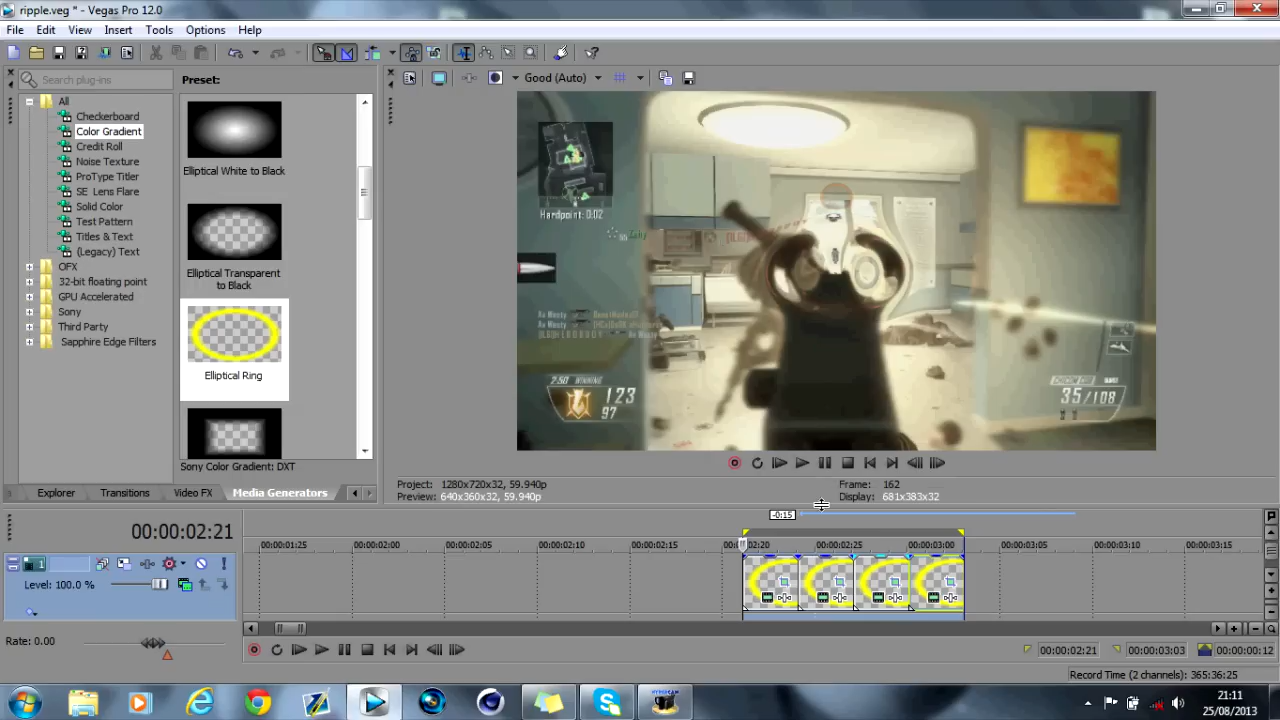 ripple.veg * - Vegas Pro 12.0
File Edit View Insert Tools Options Help
Search plug-ins
Preset:
Good (Auto)
All
Checkerboard
Color Gradient
Credit Roll
Noise Texture
ProType Titler
SE_Lens Flare
Solid Color
Test Pattern
Titles & Text
(Legacy) Text
OFX
32-bit floating point
GPU Accelerated
Sony
Third Party
Sapphire Edge Filters
Elliptical White to Black
Elliptical Transparent
to Black
Elliptical Ring
Sony Color Gradient: DXT
Explorer Transitions Video FX Media Generators
Hardpoint: 0:02
250 WINNING
123
97
35/108
Project: 1280x720x32, 59.940p
Preview: 640x360x32, 59.940p
Frame: 162
Display: 681x383x32
00:00:02:21
-0:15
00:00:01:25 00:00:02:00 00:00:02:05 00:00:02:10 00:00:02:15 00:00:02:20 00:00:02:25 00:00:03:00 00:00:03:05 00:00:03:10 00:00:03:15
1
Level: 100.0 %
Rate: 0.00
00:00:02:21 00:00:03:03 00:00:00:12
Record Time (2 channels): 365:36:25
21:11
25/08/2013